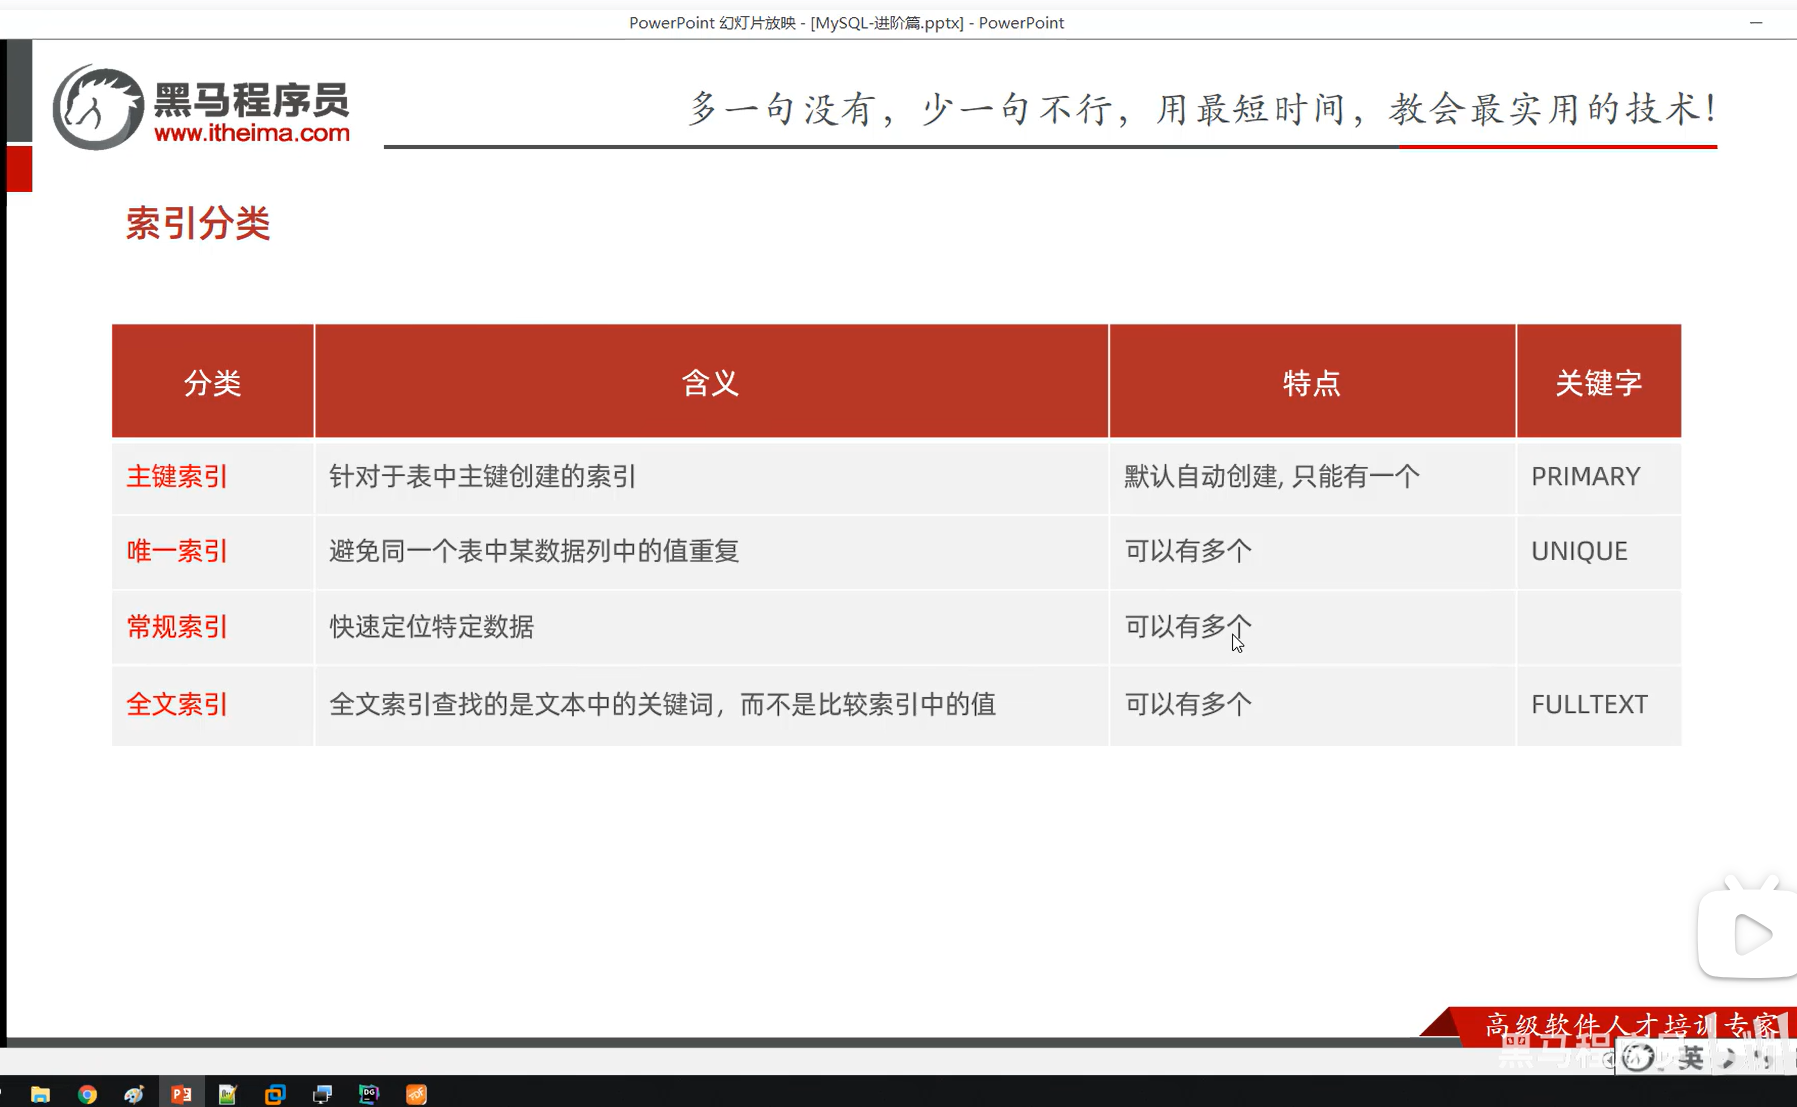 PowerPoint 幻灯片放映 - [MySQL-进阶篇.pptx] - PowerPoint
黑马程序员
www.itheima.com
多一句没有，少一句不行，用最短时间，教会最实用的技术！
索引分类
分类 含义 特点 关键字
主键索引 针对于表中主键创建的索引 默认自动创建, 只能有一个 PRIMARY
唯一索引 避免同一个表中某数据列中的值重复 可以有多个 UNIQUE
常规索引 快速定位特定数据 可以有多个
全文索引 全文索引查找的是文本中的关键词，而不是比较索引中的值 可以有多个 FULLTEXT
高级软件人才培训专家
英